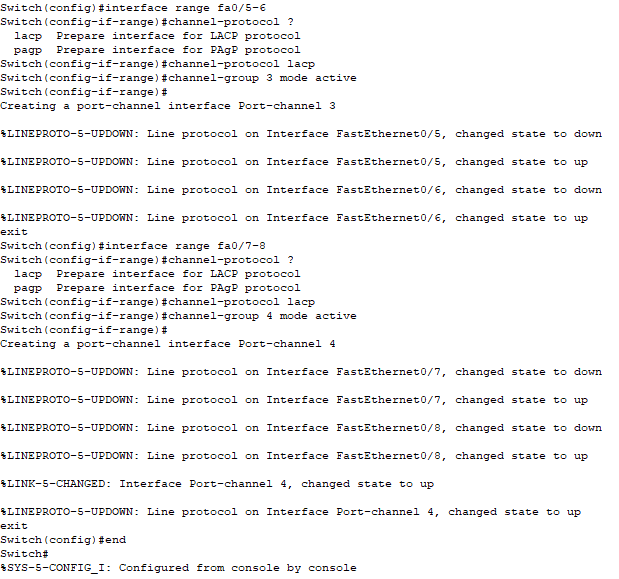 Switch(config)#interface range fa0/5-6
Switch(config-if-range)#channel-protocol ?
  lacp  Prepare interface for LACP protocol
  pagp  Prepare interface for PAgP protocol
Switch(config-if-range)#channel-protocol lacp
Switch(config-if-range)#channel-group 3 mode active
Switch(config-if-range)#
Creating a port-channel interface Port-channel 3
%LINEPROTO-5-UPDOWN: Line protocol on Interface FastEthernet0/5, changed state to down
%LINEPROTO-5-UPDOWN: Line protocol on Interface FastEthernet0/5, changed state to up
%LINEPROTO-5-UPDOWN: Line protocol on Interface FastEthernet0/6, changed state to down
%LINEPROTO-5-UPDOWN: Line protocol on Interface FastEthernet0/6, changed state to up
exit
Switch(config)#interface range fa0/7-8
Switch(config-if-range)#channel-protocol ?
  lacp  Prepare interface for LACP protocol
  pagp  Prepare interface for PAgP protocol
Switch(config-if-range)#channel-protocol lacp
Switch(config-if-range)#channel-group 4 mode active
Switch(config-if-range)#
Creating a port-channel interface Port-channel 4
%LINEPROTO-5-UPDOWN: Line protocol on Interface FastEthernet0/7, changed state to down
%LINEPROTO-5-UPDOWN: Line protocol on Interface FastEthernet0/7, changed state to up
%LINEPROTO-5-UPDOWN: Line protocol on Interface FastEthernet0/8, changed state to down
%LINEPROTO-5-UPDOWN: Line protocol on Interface FastEthernet0/8, changed state to up
%LINK-5-CHANGED: Interface Port-channel 4, changed state to up
%LINEPROTO-5-UPDOWN: Line protocol on Interface Port-channel 4, changed state to up
exit
Switch(config)#end
Switch#
%SYS-5-CONFIG_I: Configured from console by console